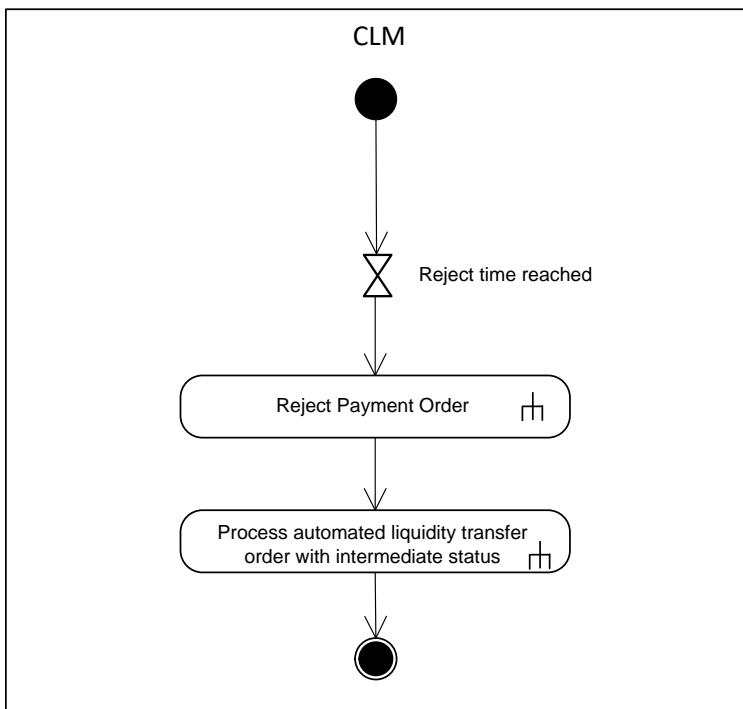 CLM
Reject time reached
Reject Payment Order
Process automated liquidity transfer
order with intermediate status